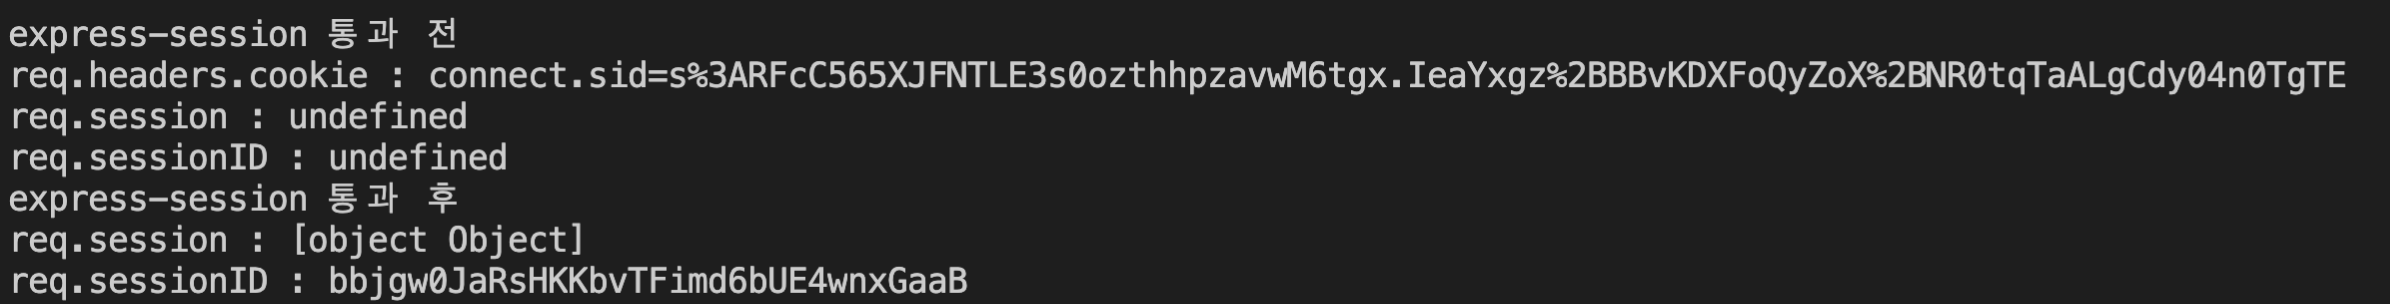 express-session 통과 전
req.headers.cookie : connect.sid=s%3ARFcC565XJFNTLE3s0ozthhpzavwM6tgx.IeaYxgz%2BBBvKDXFoQyZoX%2BNR0tqTaALgCdy04n0TgTE
req.session : undefined
req.sessionID : undefined
express-session 통과 후
req.session : [object Object]
req.sessionID : bbjgw0JaRsHKKbvTFimd6bUE4wnxGaaB